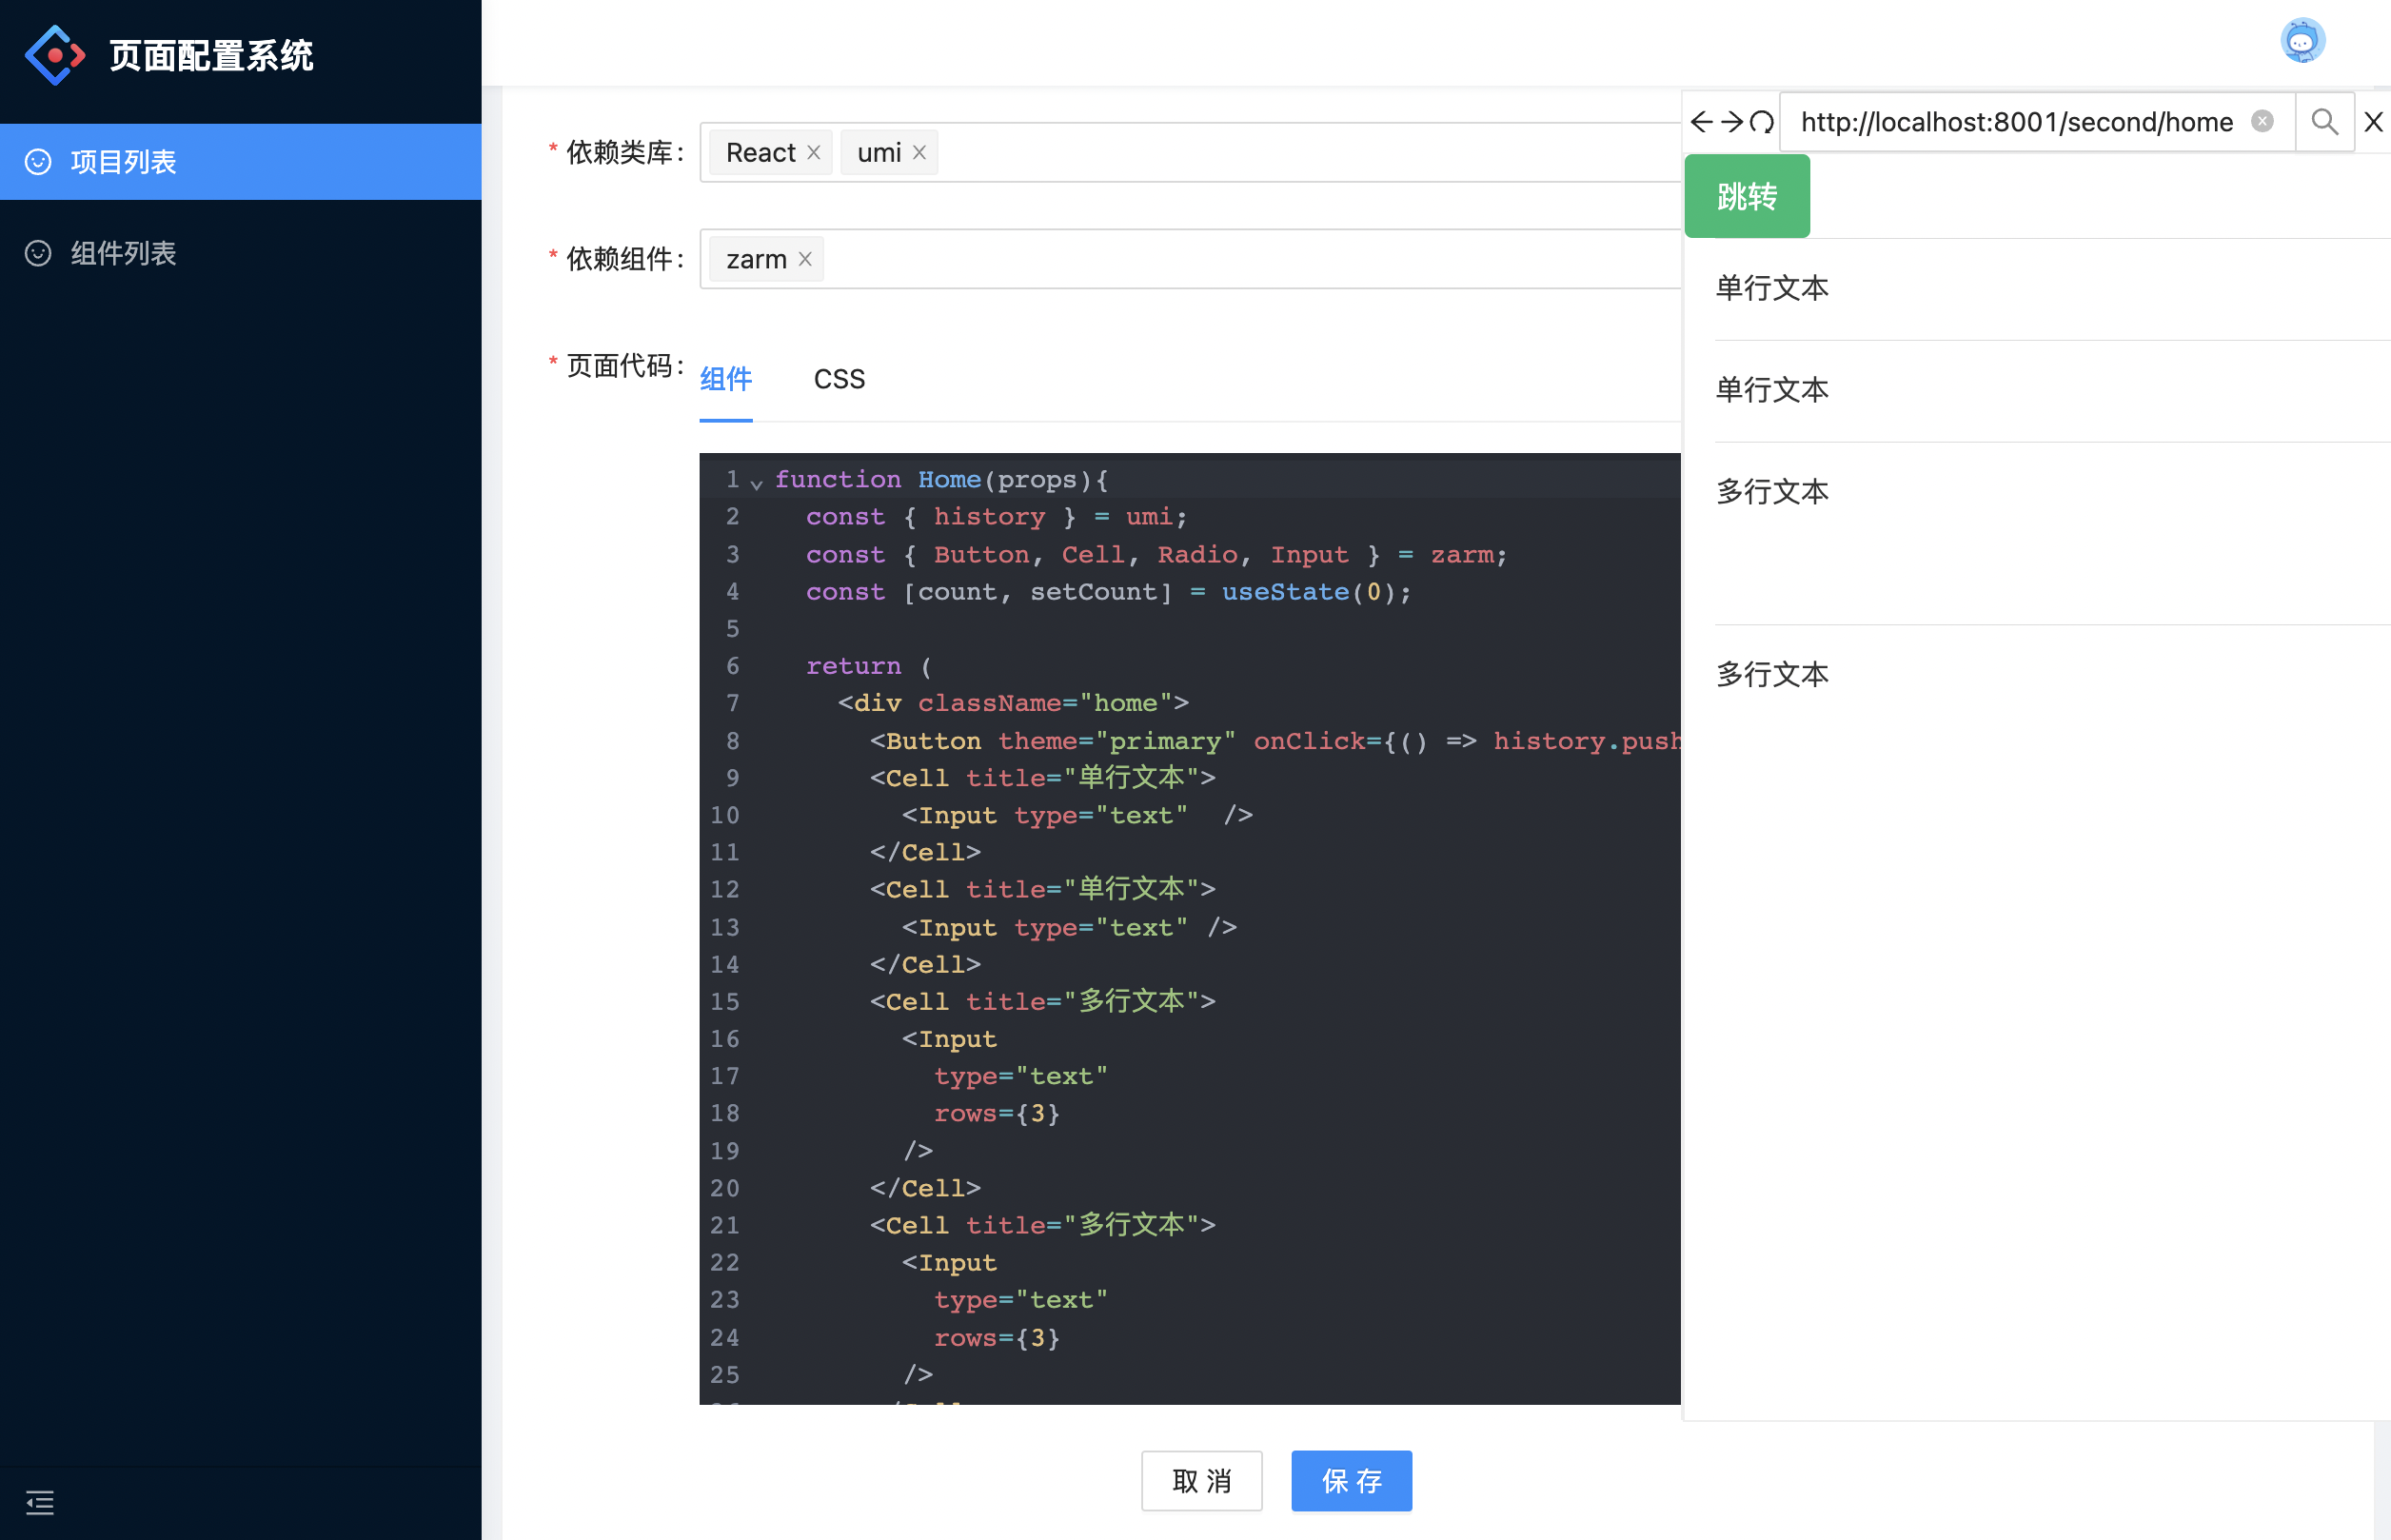 页面配置系统
项目列表
组件列表
* 依赖类库: React × umi ×
* 依赖组件: zarm ×
* 页面代码: 组件 CSS
1 function Home(props){
2 const { history } = umi;
3 const { Button, Cell, Radio, Input } = zarm;
4 const [count, setCount] = useState(0);
5
6 return (
7 <div className="home">
8 <Button theme="primary" onClick={() => history.push
9 <Cell title="单行文本">
10 <Input type="text"  />
11 </Cell>
12 <Cell title="单行文本">
13 <Input type="text" />
14 </Cell>
15 <Cell title="多行文本">
16 <Input
17 type="text"
18 rows={3}
19 />
20 </Cell>
21 <Cell title="多行文本">
22 <Input
23 type="text"
24 rows={3}
25 />
http://localhost:8001/second/home
跳转
单行文本
单行文本
多行文本
多行文本
取 消 保 存